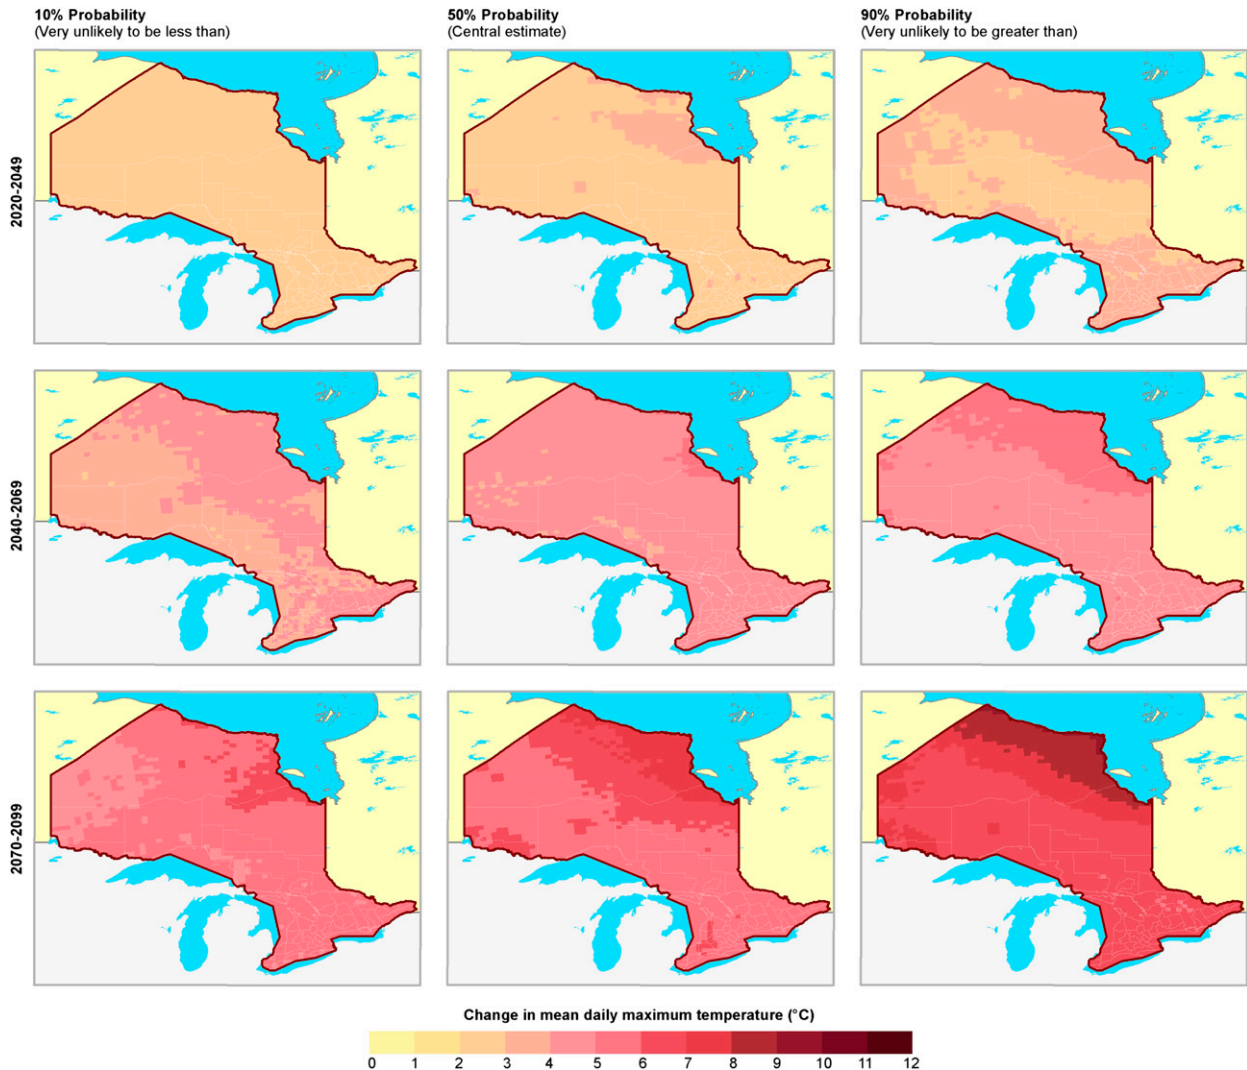 10% Probability
(Very unlikely to be less than)
50% Probability
(Central estimate)
90% Probability
(Very unlikely to be greater than)
2020-2049
2040-2069
2070-2099
Change in mean daily maximum temperature (°C)
0 1 2 3 4 5 6 7 8 9 10 11 12